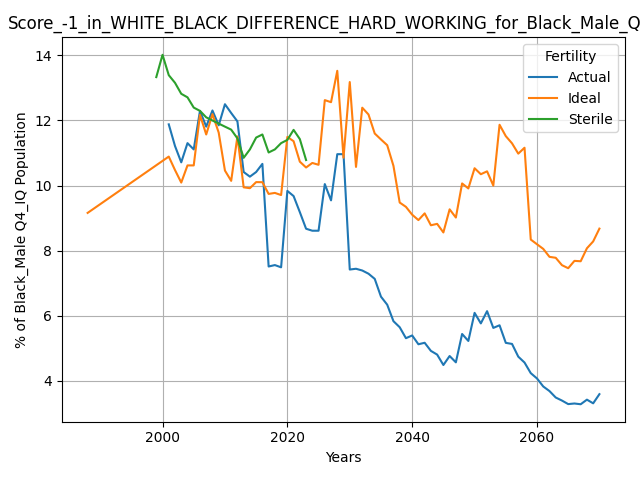 Score_-1_in_WHITE_BLACK_DIFFERENCE_HARD_WORKING_for_Black_Male_Q
Fertility
Actual
Ideal
Sterile
% of Black_Male Q4_IQ Population
14
12
10
8
6
4
2000 2020 2040 2060
Years